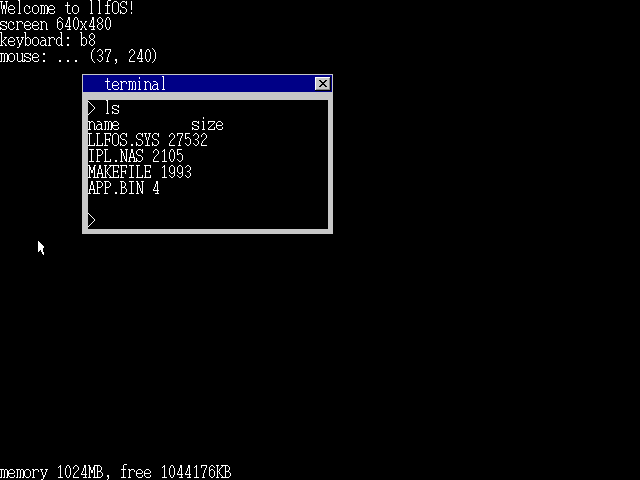 Welcome to llfOS!
screen 640x480
keyboard: b8
mouse: ... (37, 240)
terminal
> ls
name         size
LLFOS.SYS 27532
IPL.NAS 2105
MAKEFILE 1993
APP.BIN 4
>
memory 1024MB, free 1044176KB